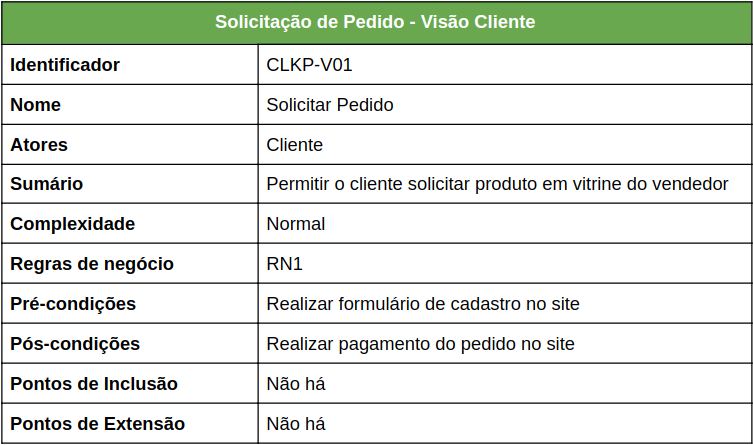 Solicitação de Pedido - Visão Cliente
Identificador CLKP-V01
Nome Solicitar Pedido
Atores Cliente
Sumário Permitir o cliente solicitar produto em vitrine do vendedor
Complexidade Normal
Regras de negócio RN1
Pré-condições Realizar formulário de cadastro no site
Pós-condições Realizar pagamento do pedido no site
Pontos de Inclusão Não há
Pontos de Extensão Não há